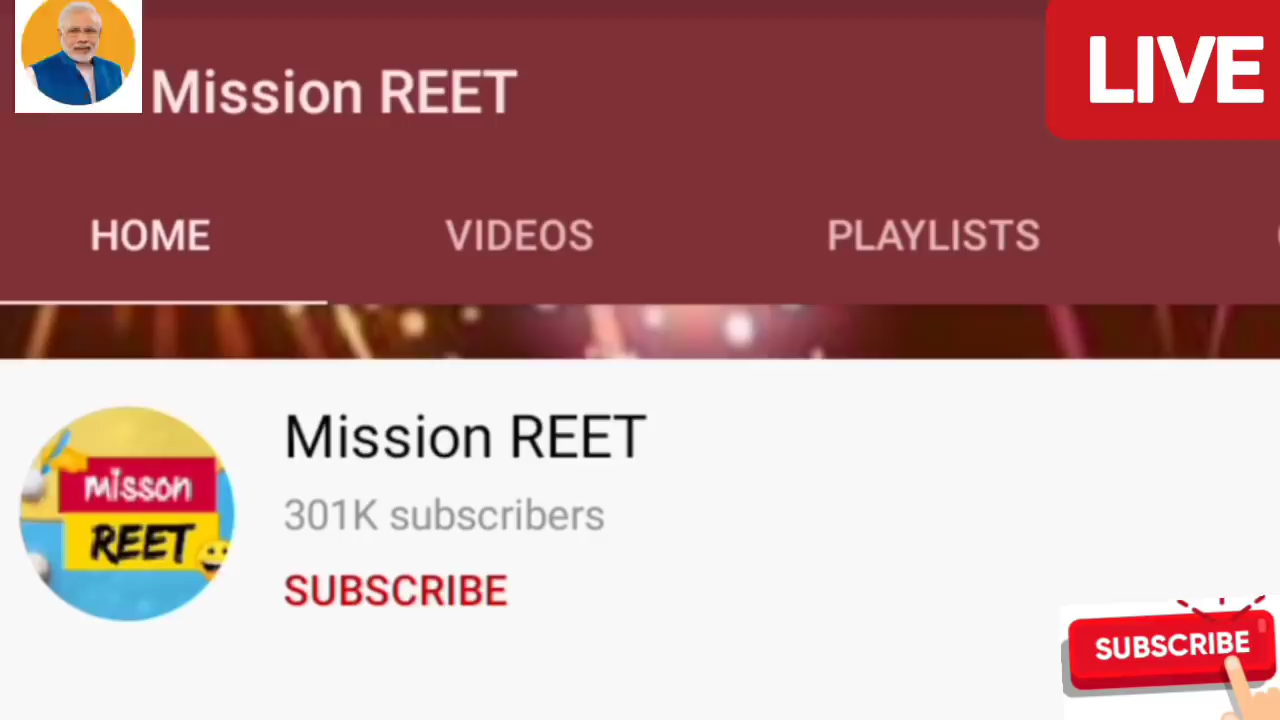 Mission REET
LIVE
HOME
VIDEOS
PLAYLISTS
Mission REET
misson
REET
301K subscribers
SUBSCRIBE
SUBSCRIBE